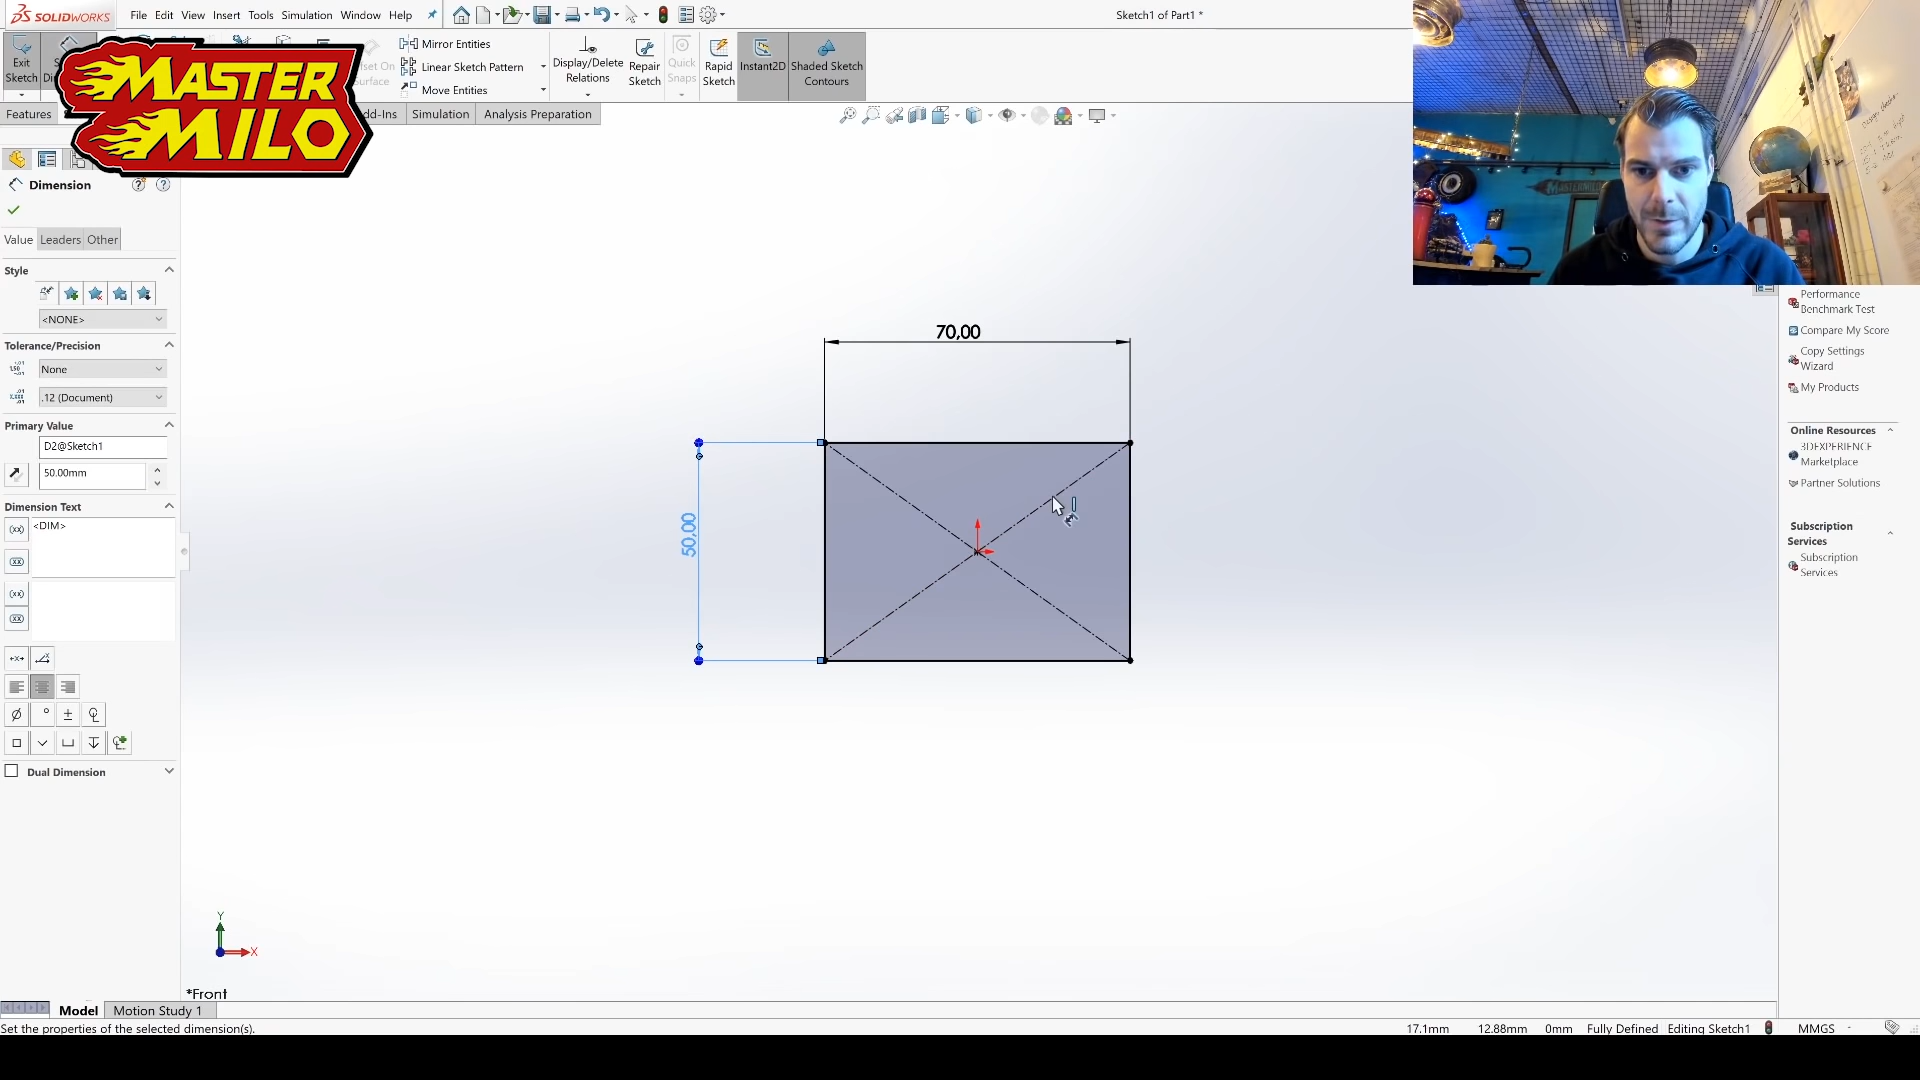 SOLIDWORKS
File
Edit
View
Insert
Tools
Simulation
Window
Help
Sketch1 of Part1 *
Exit
Sketch
Mirror Entities
Linear Sketch Pattern
Move Entities
Display/Delete
Relations
Repair
Sketch
Quick
Snaps
Rapid
Sketch
Instant2D
Shaded Sketch
Contours
MASTER
MILO
Features
Simulation
Analysis Preparation
Dimension
Value
Leaders
Other
Style
<NONE>
Tolerance/Precision
None
.12 (Document)
Primary Value
D2@Sketch1
50.00mm
Dimension Text
<DIM>
Dual Dimension
70,00
50,00
Performance
Benchmark Test
Compare My Score
Copy Settings
Wizard
My Products
Online Resources
3DEXPERIENCE
Marketplace
Partner Solutions
Subscription
Services
Subscription
Services
Y
X
*Front
Model
Motion Study 1
Set the properties of the selected dimension(s).
17.1mm
12.88mm
0mm
Fully Defined
Editing Sketch1
MMGS